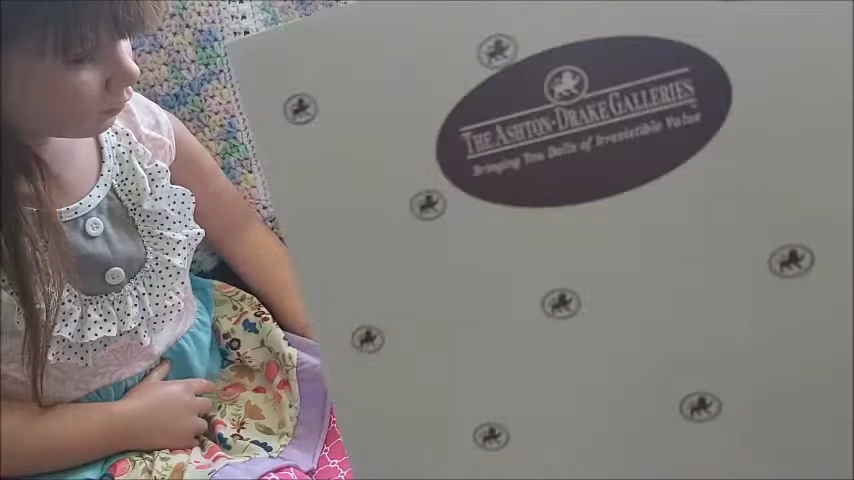 THE ASHTON-DRAKE GALLERIES
Bringing You Dolls of Irresistible Value